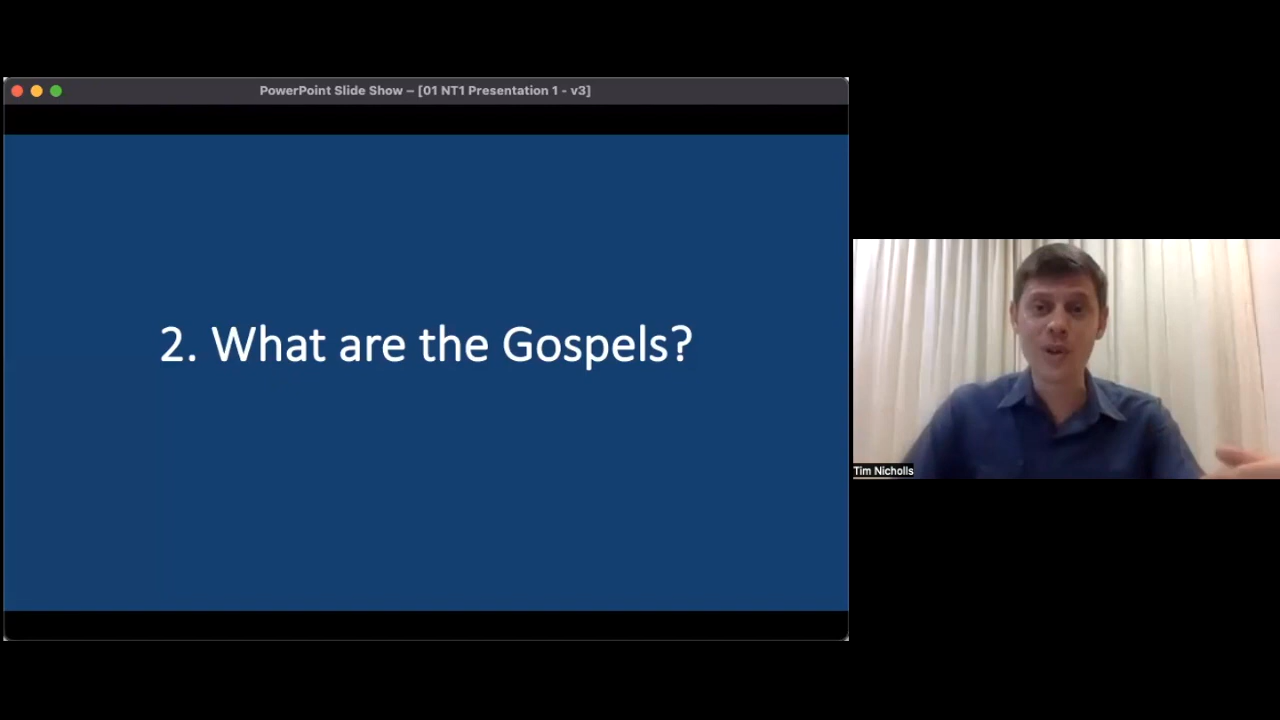 PowerPoint Slide Show – [01 NT1 Presentation 1 - v3]
2. What are the Gospels?
Tim Nicholls